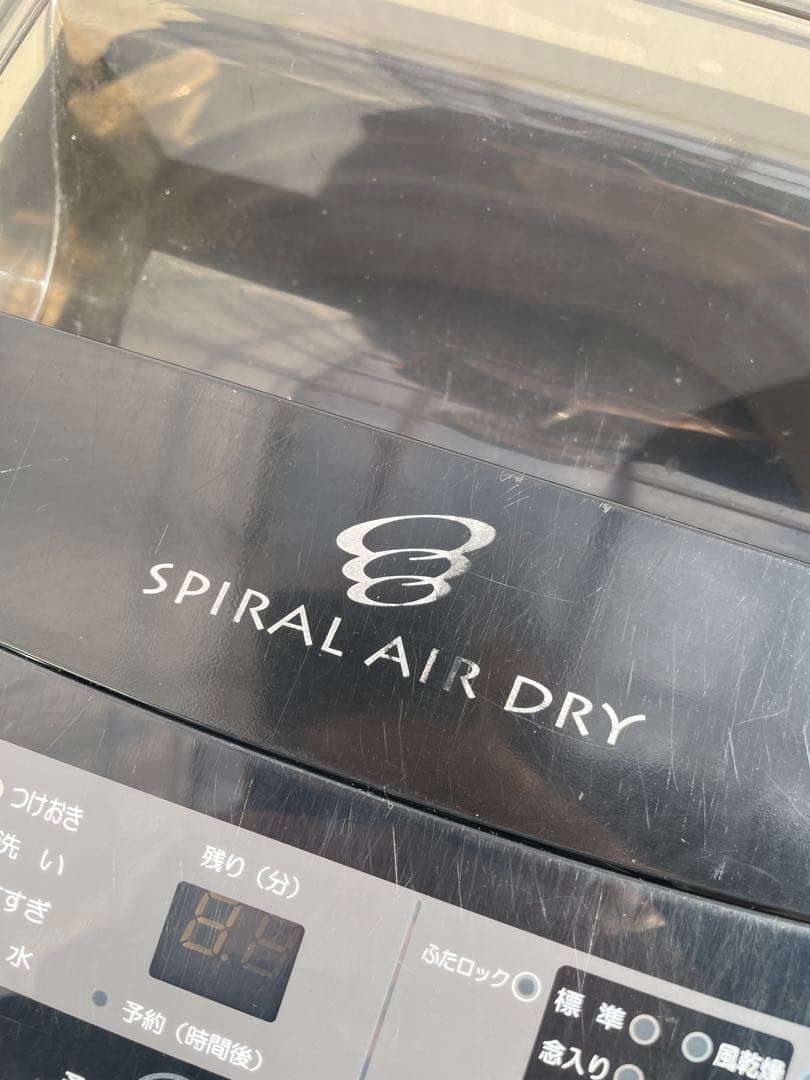 SPIRAL AIR DRY
つけおき
洗い
すぎ
水
残り（分）
予約（時間後）
ふたロック
標準
念入り
風乾燥